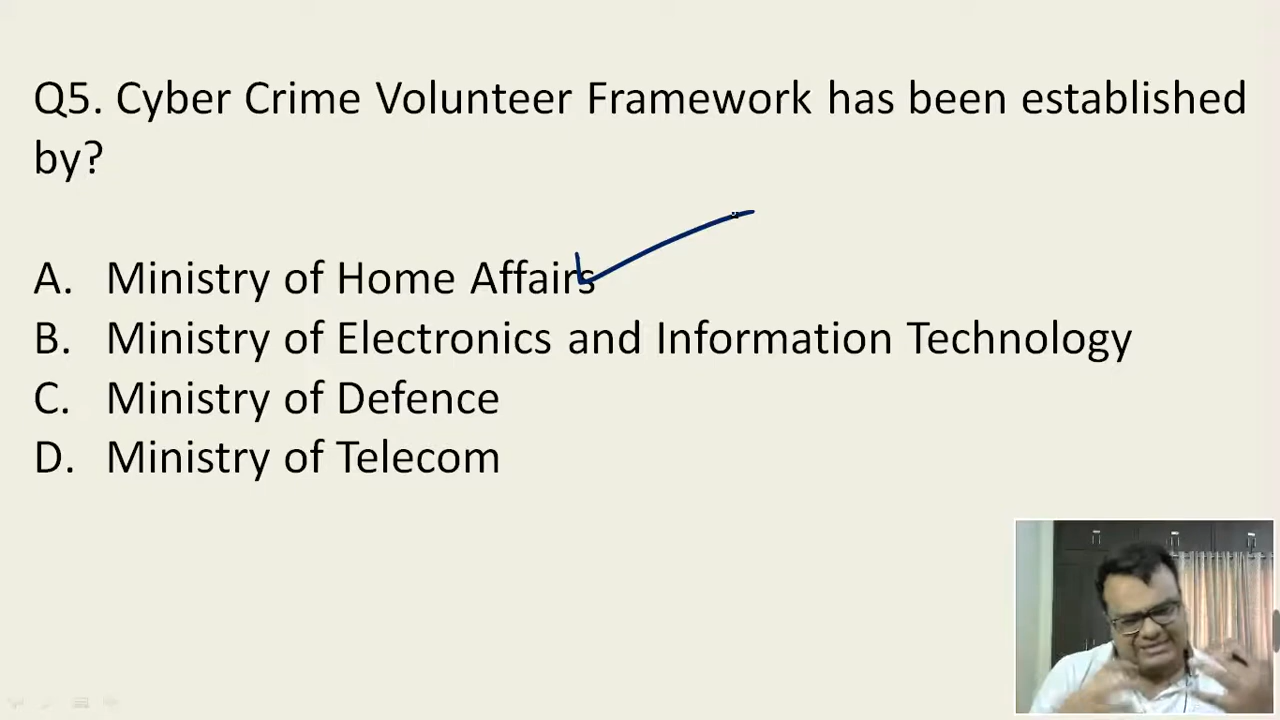 Q5. Cyber Crime Volunteer Framework has been established
by?
A. Ministry of Home Affairs
B. Ministry of Electronics and Information Technology
C. Ministry of Defence
D. Ministry of Telecom